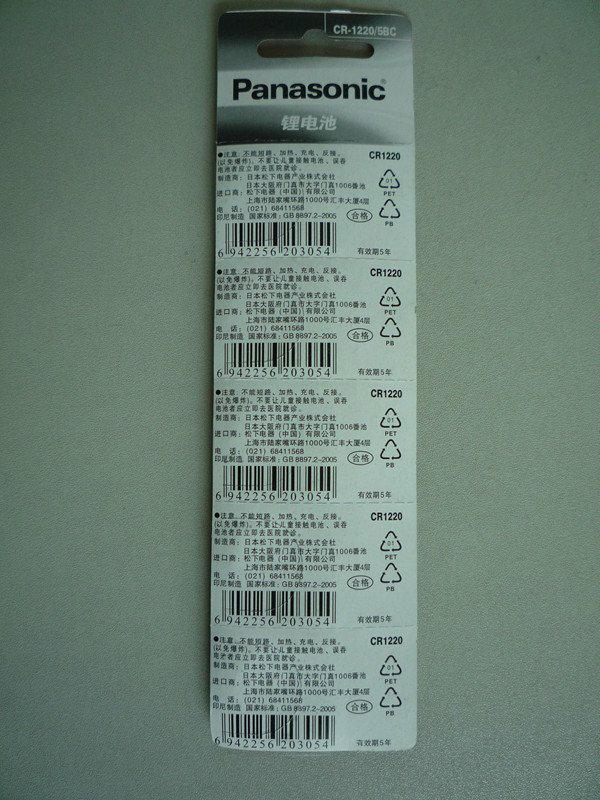 CR-1220/5BC
Panasonic®
锂电池
●注意：不能短路、加热、充电、反接。 CR1220
(以免爆炸)。不要让儿童接触电池、误吞
电池者应立即去医院就诊。
制造商：日本松下电器产业株式会社 01
日本大阪府门真市大字门真1006番池 PET
进口商：松下电器（中国）有限公司
上海市陆家嘴环路1000号汇丰大厦4层
电 话：(021) 68411568 合格 PB
印尼制造 国家标准：GB 8897.2-2005
6 942256 203054 有效期5年
●注意：不能短路、加热、充电、反接。 CR1220
(以免爆炸)。不要让儿童接触电池、误吞
电池者应立即去医院就诊。
制造商：日本松下电器产业株式会社 01
日本大阪府门真市大字门真1006番池 PET
进口商：松下电器（中国）有限公司
上海市陆家嘴环路1000号汇丰大厦4层
电 话：(021) 68411568 合格 PB
印尼制造 国家标准：GB 8897.2-2005
6 942256 203054 有效期5年
●注意：不能短路、加热、充电、反接。 CR1220
(以免爆炸)。不要让儿童接触电池、误吞
电池者应立即去医院就诊。
制造商：日本松下电器产业株式会社 01
日本大阪府门真市大字门真1006番池 PET
进口商：松下电器（中国）有限公司
上海市陆家嘴环路1000号汇丰大厦4层
电 话：(021) 68411568 合格 PB
印尼制造 国家标准：GB 8897.2-2005
6 942256 203054 有效期5年
●注意：不能短路、加热、充电、反接。 CR1220
(以免爆炸)。不要让儿童接触电池、误吞
电池者应立即去医院就诊。
制造商：日本松下电器产业株式会社 01
日本大阪府门真市大字门真1006番池 PET
进口商：松下电器（中国）有限公司
上海市陆家嘴环路1000号汇丰大厦4层
电 话：(021) 68411568 合格 PB
印尼制造 国家标准：GB 8897.2-2005
6 942256 203054 有效期5年
●注意：不能短路、加热、充电、反接。 CR1220
(以免爆炸)。不要让儿童接触电池、误吞
电池者应立即去医院就诊。
制造商：日本松下电器产业株式会社 01
日本大阪府门真市大字门真1006番池 PET
进口商：松下电器（中国）有限公司
上海市陆家嘴环路1000号汇丰大厦4层
电 话：(021) 68411568 合格 PB
印尼制造 国家标准：GB 8897.2-2005
6 942256 203054 有效期5年